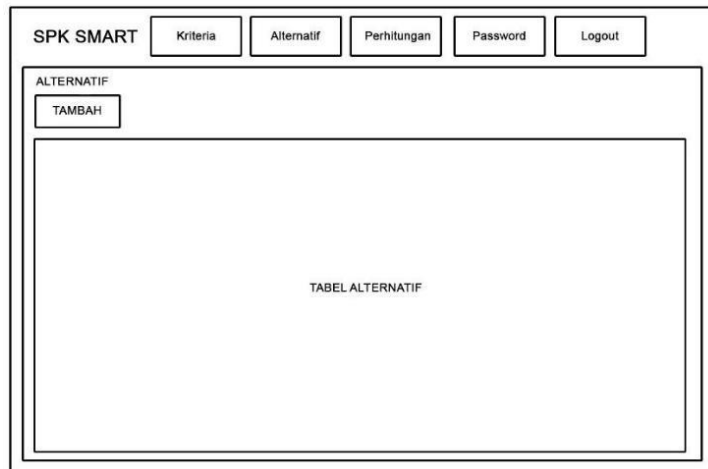 SPK SMART Kriteria Alternatif Perhitungan Password Logout
ALTERNATIF
TAMBAH
TABEL ALTERNATIF